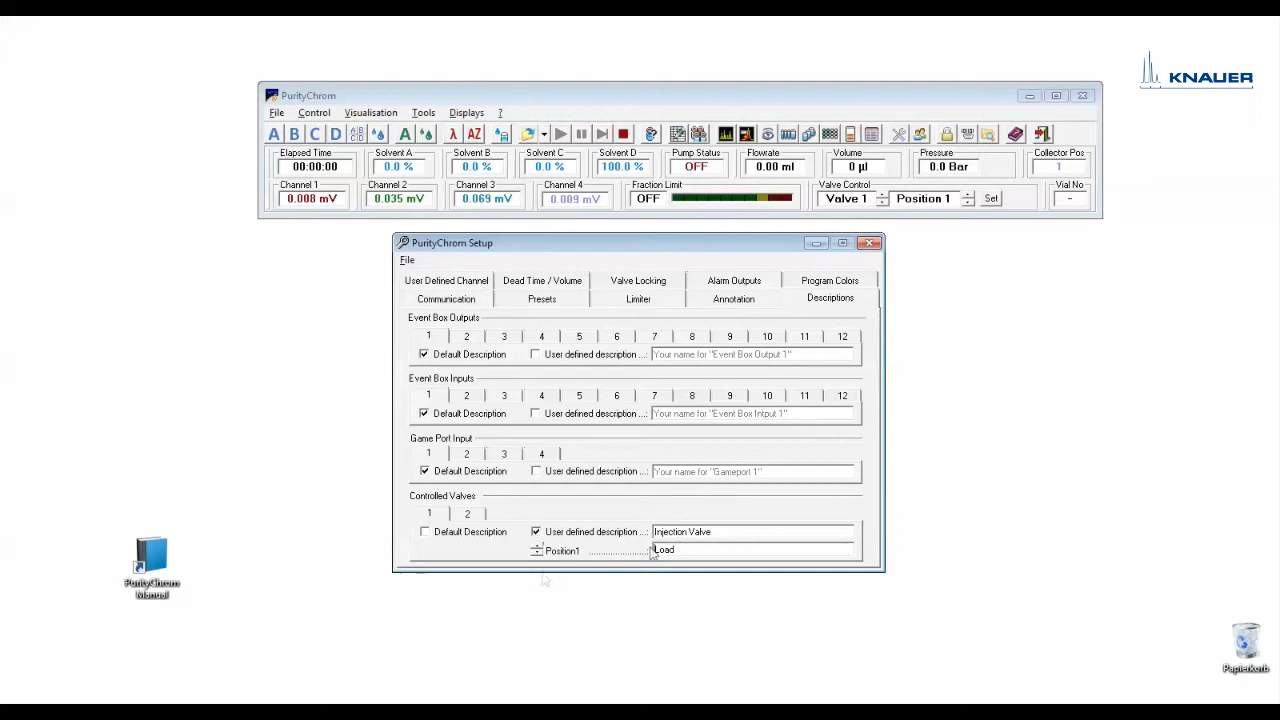 KNAUER
PurityChrom
File Control Visualisation Tools Displays ?
A B C D A λ AZ
Elapsed Time Solvent A Solvent B Solvent C Solvent D Pump Status Flowrate Volume Pressure Collector Pos
00:00:00 0.0 % 0.0 % 0.0 % 100.0 % OFF 0.00 ml 0 µl 0.0 Bar 1
Channel 1 Channel 2 Channel 3 Channel 4 Fraction Limit Valve Control Vial No
0.008 mV 0.035 mV 0.069 mV 0.009 mV OFF Valve 1 Position 1 Set -
PurityChrom Setup
File
User Defined Channel Dead Time / Volume Valve Locking Alarm Outputs Program Colors
Communication Presets Limiter Annotation Descriptions
Event Box Outputs
1 2 3 4 5 6 7 8 9 10 11 12
Default Description User defined description ...: Your name for "Event Box Output 1"
Event Box Inputs
1 2 3 4 5 6 7 8 9 10 11 12
Default Description User defined description ...: Your name for "Event Box Intput 1"
Game Port Input
1 2 3 4
Default Description User defined description ...: Your name for "Gameport 1"
Controlled Valves
1 2
Default Description User defined description ...: Injection Valve
Position1 ......................: Load
PurityChrom
Manual
Papierkorb